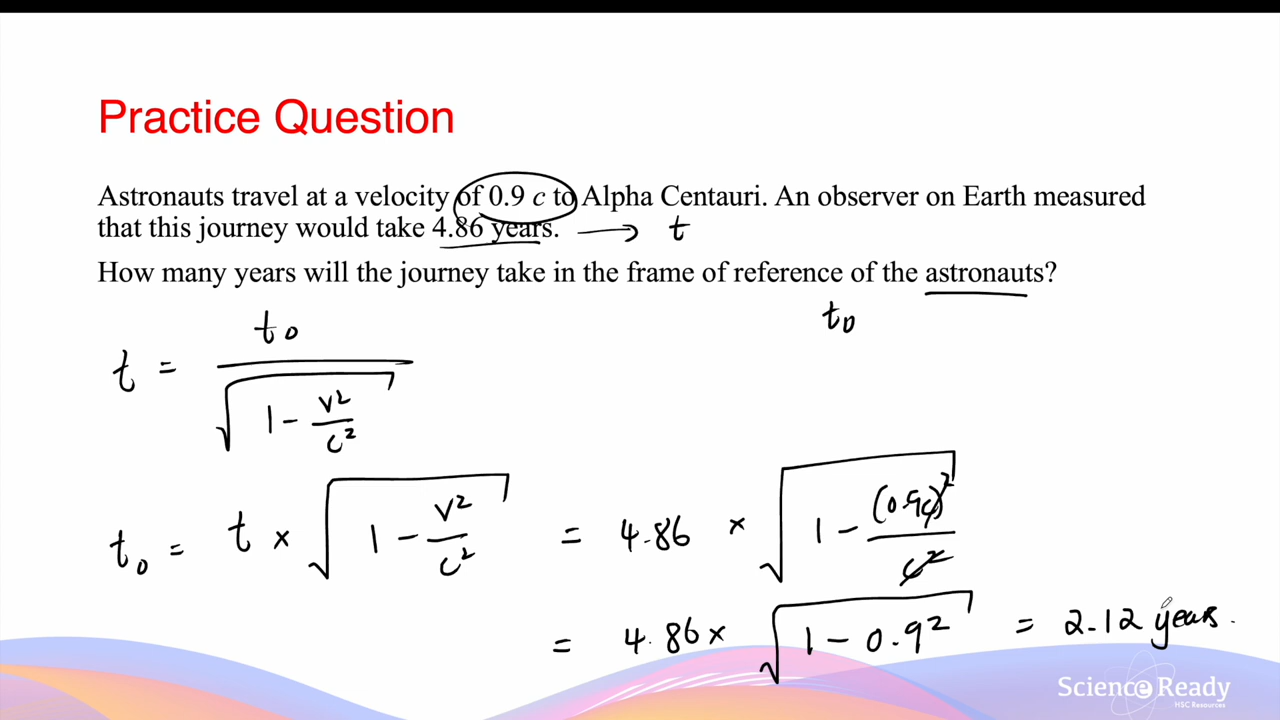 Practice Question
Astronauts travel at a velocity of 0.9 c to Alpha Centauri. An observer on Earth measured
that this journey would take 4.86 years. → t
How many years will the journey take in the frame of reference of the astronauts?
t₀
t = t₀ / √(1 − v²/c²)
t₀ = t × √(1 − v²/c²) = 4.86 × √(1 − (0.9c)²/c²)
= 4.86 × √(1 − 0.9²) = 2.12 years.
Science Ready
HSC Resources